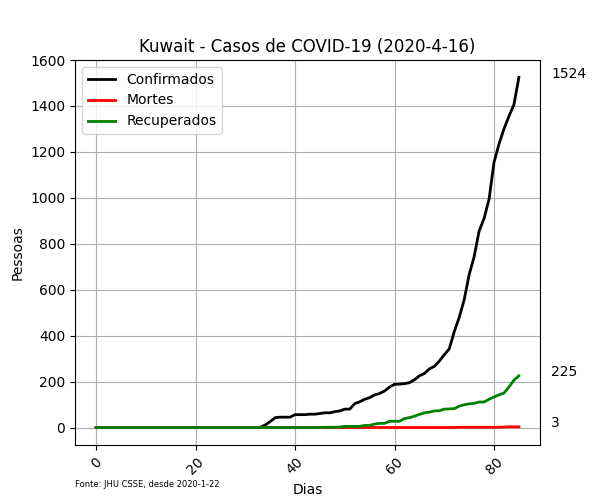 Kuwait - Casos de COVID-19 (2020-4-16)
Confirmados
Mortes
Recuperados
1600
1400
1200
1000
800
600
400
200
0
Pessoas
1524
225
3
0
20
40
60
80
Dias
Fonte: JHU CSSE, desde 2020-1-22